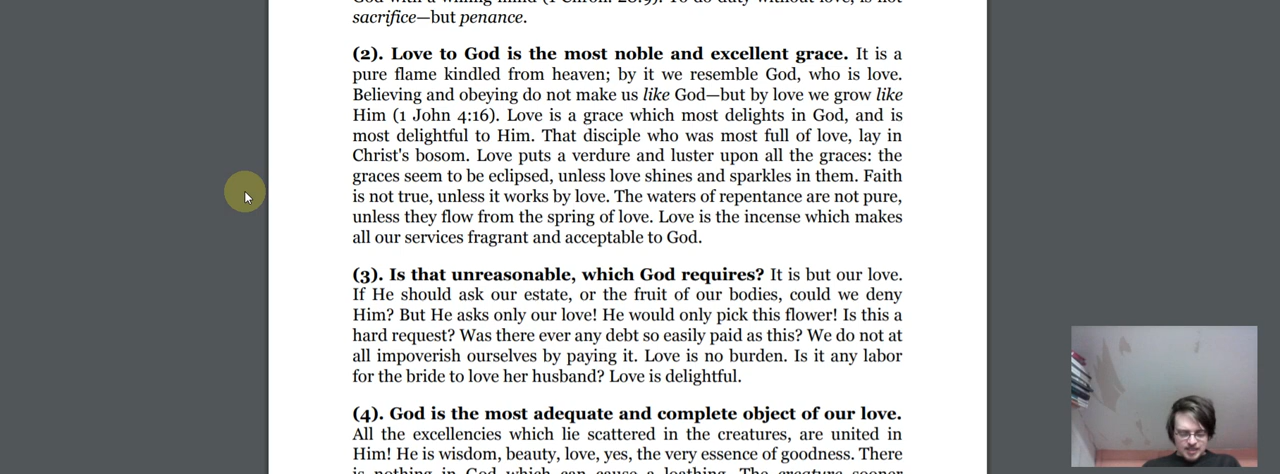 sacrifice—but penance.
(2). Love to God is the most noble and excellent grace. It is a
pure flame kindled from heaven; by it we resemble God, who is love.
Believing and obeying do not make us like God—but by love we grow like
Him (1 John 4:16). Love is a grace which most delights in God, and is
most delightful to Him. That disciple who was most full of love, lay in
Christ's bosom. Love puts a verdure and luster upon all the graces: the
graces seem to be eclipsed, unless love shines and sparkles in them. Faith
is not true, unless it works by love. The waters of repentance are not pure,
unless they flow from the spring of love. Love is the incense which makes
all our services fragrant and acceptable to God.
(3). Is that unreasonable, which God requires? It is but our love.
If He should ask our estate, or the fruit of our bodies, could we deny
Him? But He asks only our love! He would only pick this flower! Is this a
hard request? Was there ever any debt so easily paid as this? We do not at
all impoverish ourselves by paying it. Love is no burden. Is it any labor
for the bride to love her husband? Love is delightful.
(4). God is the most adequate and complete object of our love.
All the excellencies which lie scattered in the creatures, are united in
Him! He is wisdom, beauty, love, yes, the very essence of goodness. There
is nothing in God which can cause a loathing. The creature sooner